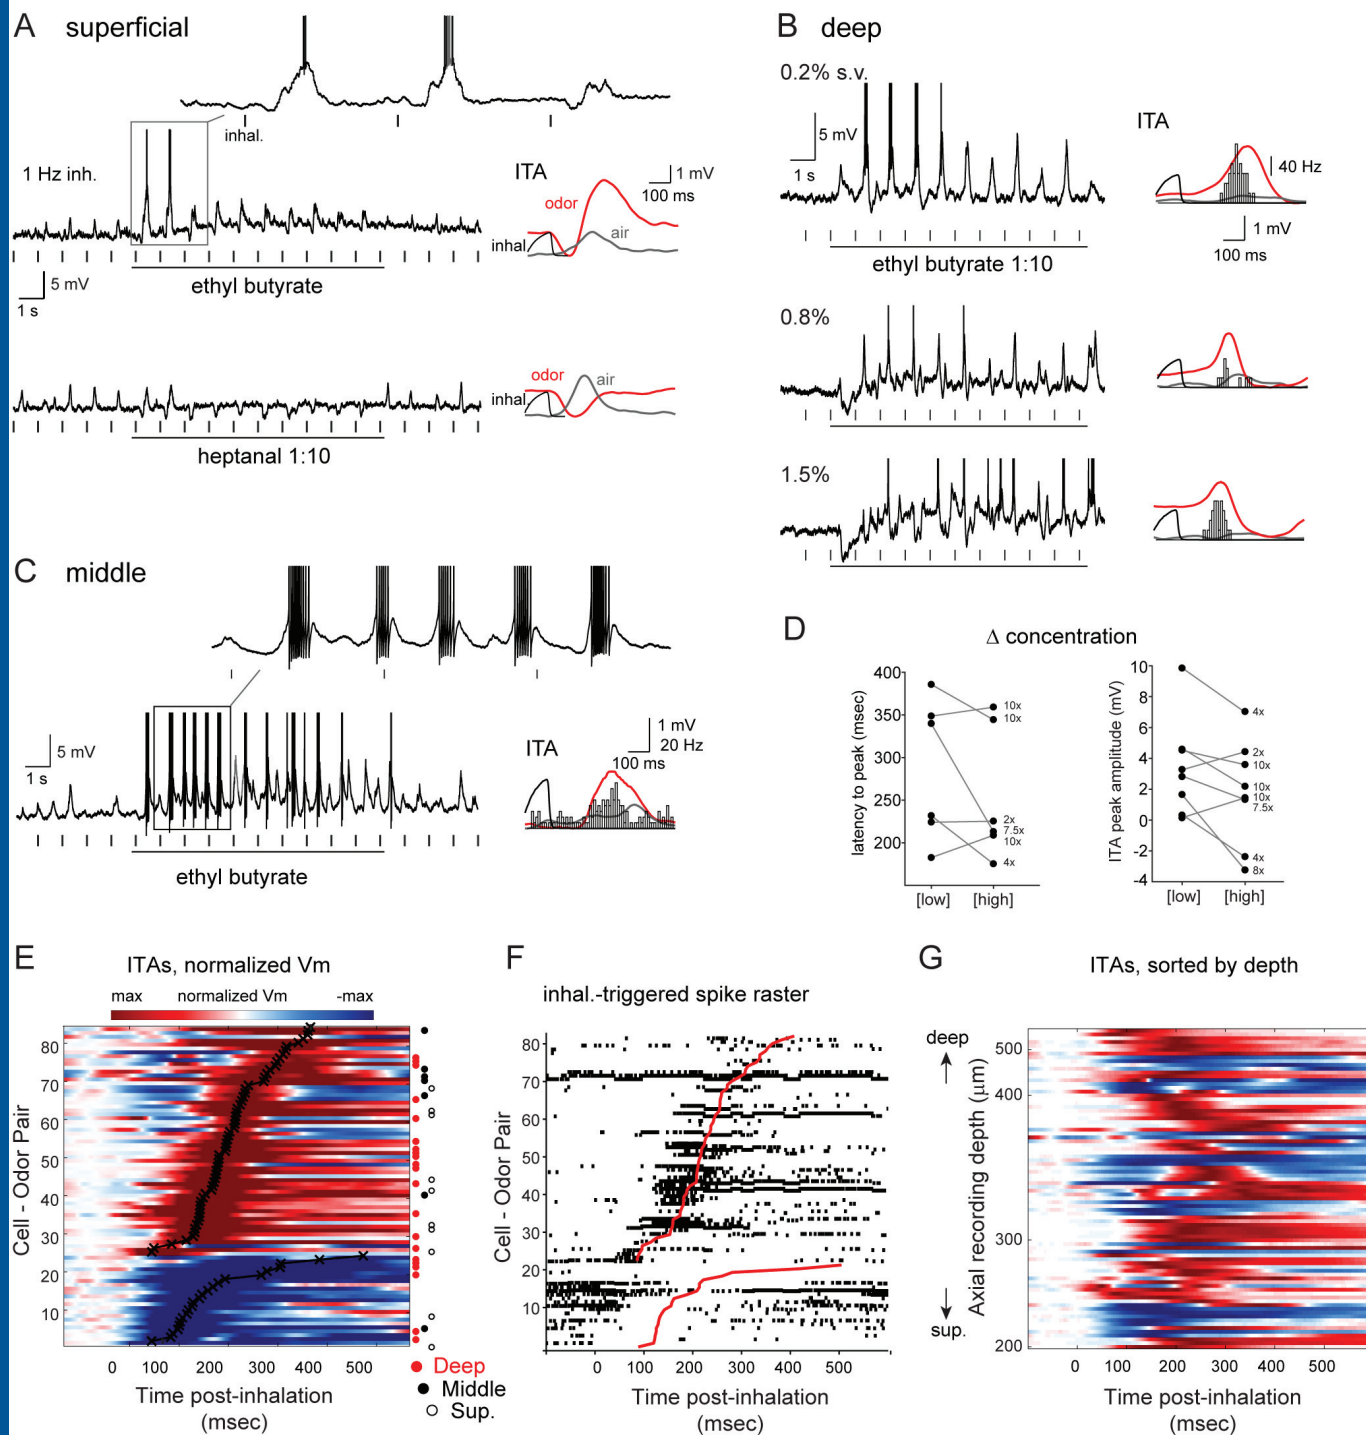 A superficial
inhal.
1 Hz inh.
ITA
1 mV
100 ms
odor
air
inhal.
ethyl butyrate
5 mV
1 s
odor
air
inhal.
heptanal 1:10
B deep
0.2% s.v.
5 mV
1 s
ITA
40 Hz
1 mV
100 ms
ethyl butyrate 1:10
0.8%
1.5%
C middle
5 mV
1 s
ITA
1 mV
20 Hz
100 ms
ethyl butyrate
D Δ concentration
latency to peak (msec)
400
350
300
250
200
10x
10x
2x
7.5x
10x
4x
[low] [high]
ITA peak amplitude (mV)
10
8
6
4
2
0
-2
-4
4x
2x
10x
10x
10x
7.5x
4x
8x
[low] [high]
E ITAs, normalized Vm
max normalized Vm -max
Cell - Odor Pair
80
70
60
50
40
30
20
10
0 100 200 300 400 500
Time post-inhalation
(msec)
Deep
Middle
Sup.
F inhal.-triggered spike raster
Cell - Odor Pair
80
70
60
50
40
30
20
10
0 100 200 300 400 500
Time post-inhalation
(msec)
G ITAs, sorted by depth
deep
Axial recording depth (μm)
sup.
500
400
300
200
0 100 200 300 400 500
Time post-inhalation
(msec)